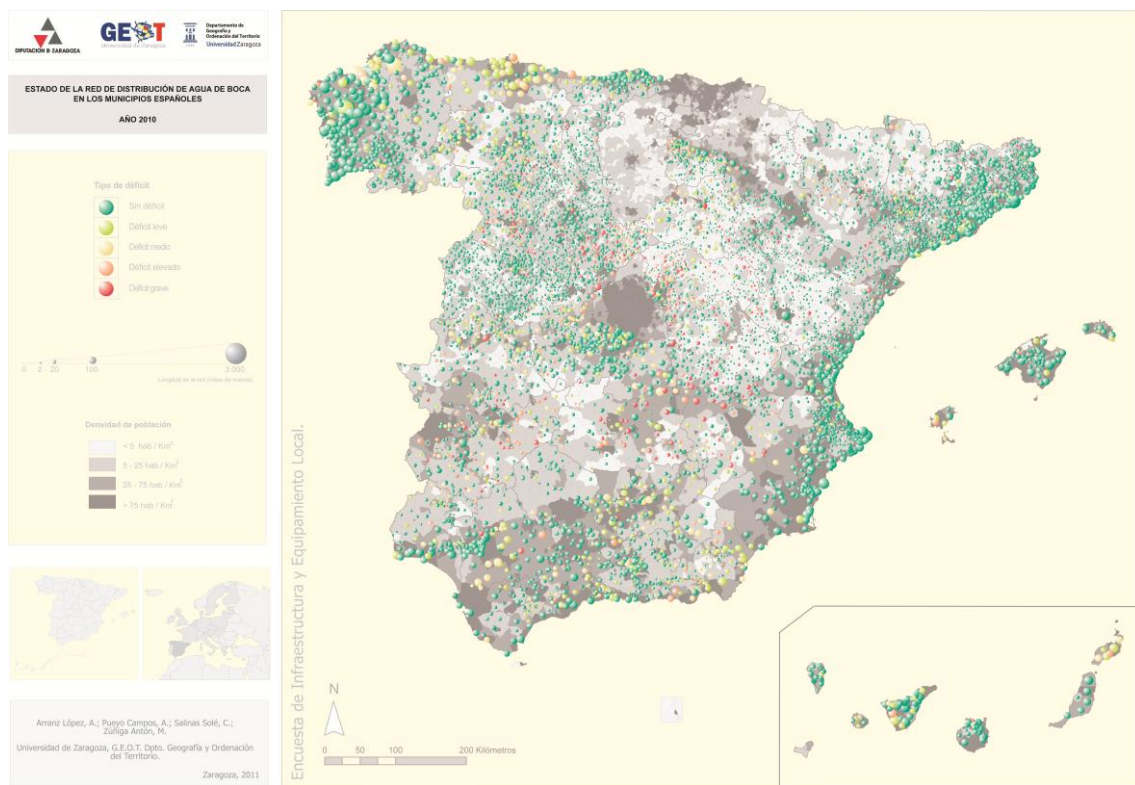 DIPUTACIÓN D ZARAGOZA
GEOT
Universidad de Zaragoza
Departamento de
Geografía y
Ordenación del Territorio
Universidad Zaragoza
ESTADO DE LA RED DE DISTRIBUCIÓN DE AGUA DE BOCA
EN LOS MUNICIPIOS ESPAÑOLES
AÑO 2010
Tipo de déficit
Sin déficit
Déficit leve
Déficit medio
Déficit elevado
Déficit grave
0 2 20 100 3.000
Longitud de la red (miles de metros)
Densidad de población
< 5 hab / Km²
5 - 25 hab / Km²
25 - 75 hab / Km²
> 75 hab / Km²
Arranz López, A.; Pueyo Campos, A.; Salinas Solé, C.;
Zúñiga Antón, M.
Universidad de Zaragoza, G.E.O.T. Dpto. Geografía y Ordenación
del Territorio.
Zaragoza, 2011
Encuesta de Infraestructura y Equipamiento Local.
N
0 50 100 200 Kilómetros